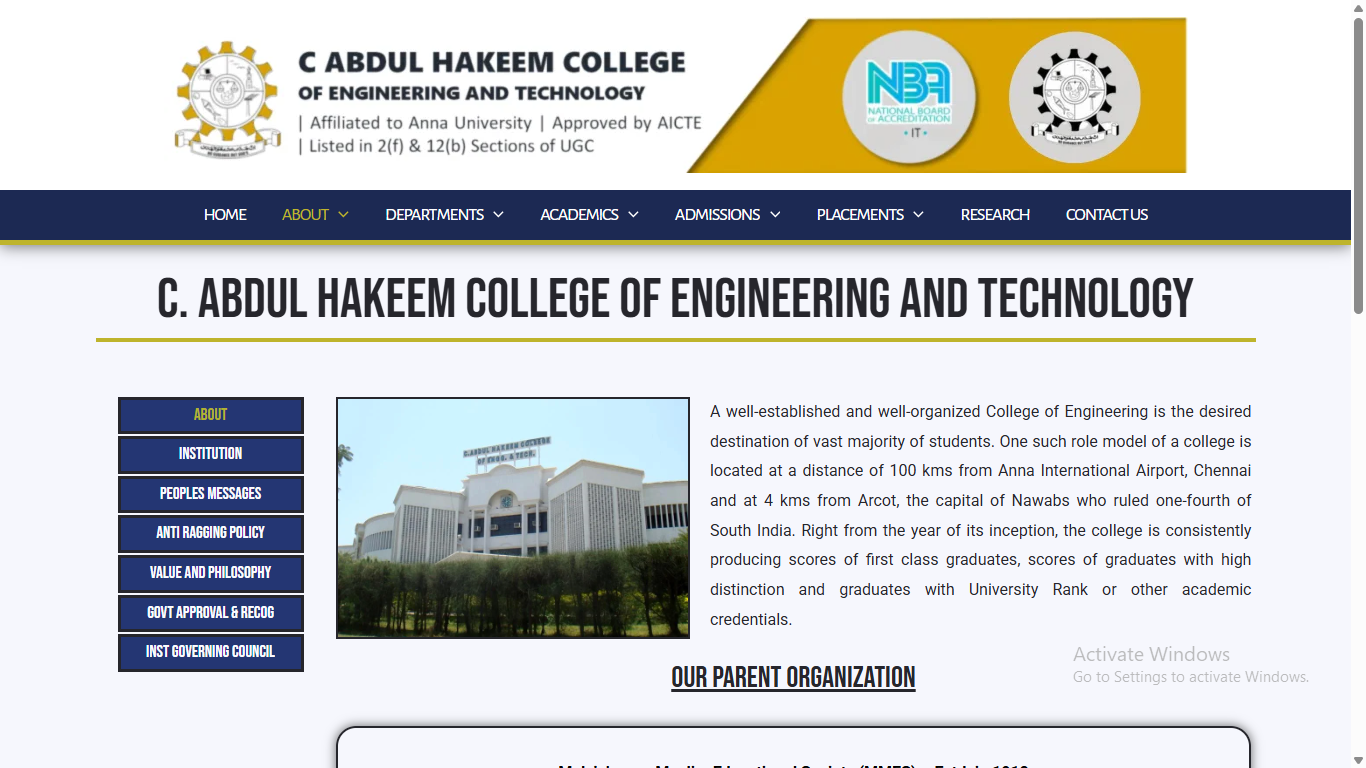 C ABDUL HAKEEM COLLEGE
OF ENGINEERING AND TECHNOLOGY
| Affiliated to Anna University | Approved by AICTE
| Listed in 2(f) & 12(b) Sections of UGC
NBA
NATIONAL BOARD
of ACCREDITATION
• IT •
HOME
ABOUT
DEPARTMENTS
ACADEMICS
ADMISSIONS
PLACEMENTS
RESEARCH
CONTACT US
C. ABDUL HAKEEM COLLEGE OF ENGINEERING AND TECHNOLOGY
ABOUT
INSTITUTION
PEOPLES MESSAGES
ANTI RAGGING POLICY
VALUE AND PHILOSOPHY
GOVT APPROVAL & RECOG
INST GOVERNING COUNCIL
C.ABDUL HAKEEM COLLEGE
OF ENGG. & TECH.
A well-established and well-organized College of Engineering is the desired
destination of vast majority of students. One such role model of a college is
located at a distance of 100 kms from Anna International Airport, Chennai
and at 4 kms from Arcot, the capital of Nawabs who ruled one-fourth of
South India. Right from the year of its inception, the college is consistently
producing scores of first class graduates, scores of graduates with high
distinction and graduates with University Rank or other academic
credentials.
OUR PARENT ORGANIZATION
Activate Windows
Go to Settings to activate Windows.